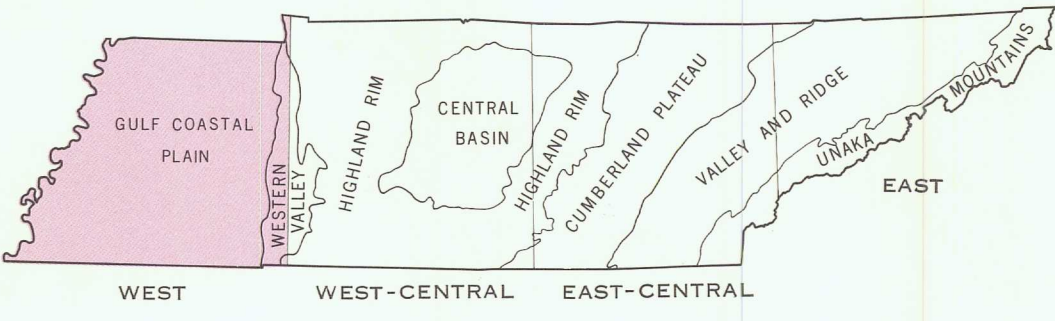 GULF COASTAL
PLAIN
WESTERN
VALLEY
HIGHLAND RIM
CENTRAL
BASIN
HIGHLAND RIM
CUMBERLAND PLATEAU
VALLEY AND RIDGE
UNAKA
MOUNTAINS
EAST
WEST
WEST-CENTRAL
EAST-CENTRAL